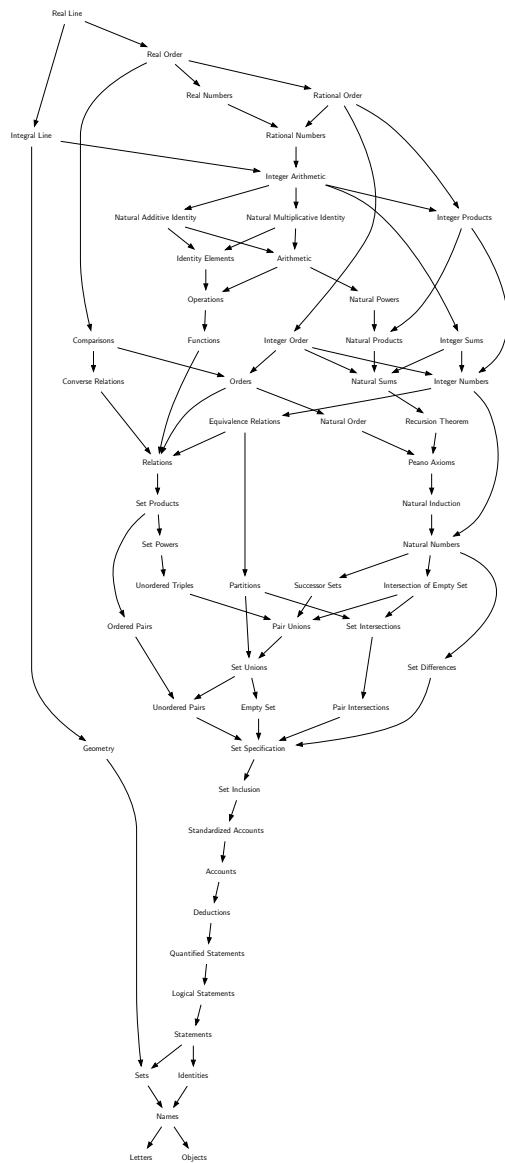 Real Line
Real Order
Real Numbers
Rational Order
Integral Line
Rational Numbers
Integer Arithmetic
Natural Additive Identity
Natural Multiplicative Identity
Integer Products
Identity Elements
Arithmetic
Operations
Natural Powers
Comparisons
Functions
Integer Order
Natural Products
Integer Sums
Converse Relations
Orders
Natural Sums
Integer Numbers
Equivalence Relations
Natural Order
Recursion Theorem
Relations
Peano Axioms
Set Products
Natural Induction
Set Powers
Natural Numbers
Unordered Triples
Partitions
Successor Sets
Intersection of Empty Set
Ordered Pairs
Pair Unions
Set Intersections
Set Unions
Set Differences
Unordered Pairs
Empty Set
Pair Intersections
Geometry
Set Specification
Set Inclusion
Standardized Accounts
Accounts
Deductions
Quantified Statements
Logical Statements
Statements
Sets
Identities
Names
Letters
Objects